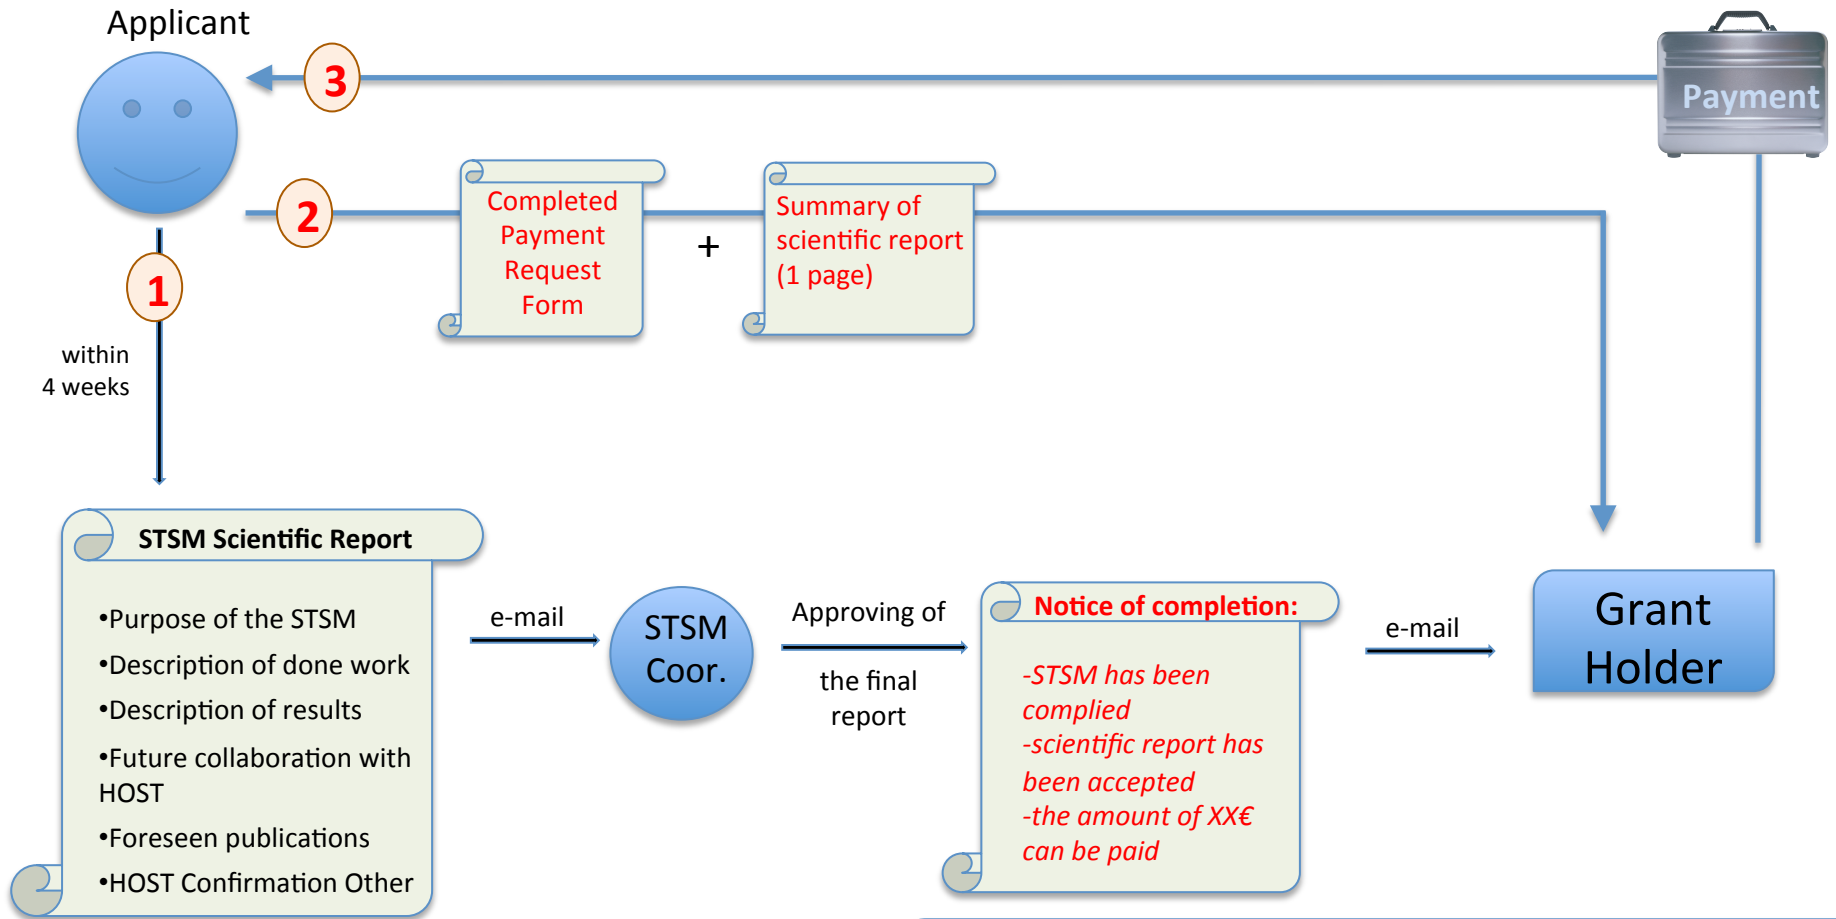 Applicant
3
Payment
2
Completed
Payment
Request
Form
+
Summary of
scientific report
(1 page)
1
within
4 weeks
STSM Scientific Report
•Purpose of the STSM
•Description of done work
•Description of results
•Future collaboration with
HOST
•Foreseen publications
•HOST Confirmation Other
e-mail
STSM
Coor.
Approving of
the final
report
Notice of completion:
-STSM has been
complied
-scientific report has
been accepted
-the amount of XX€
can be paid
e-mail
Grant
Holder